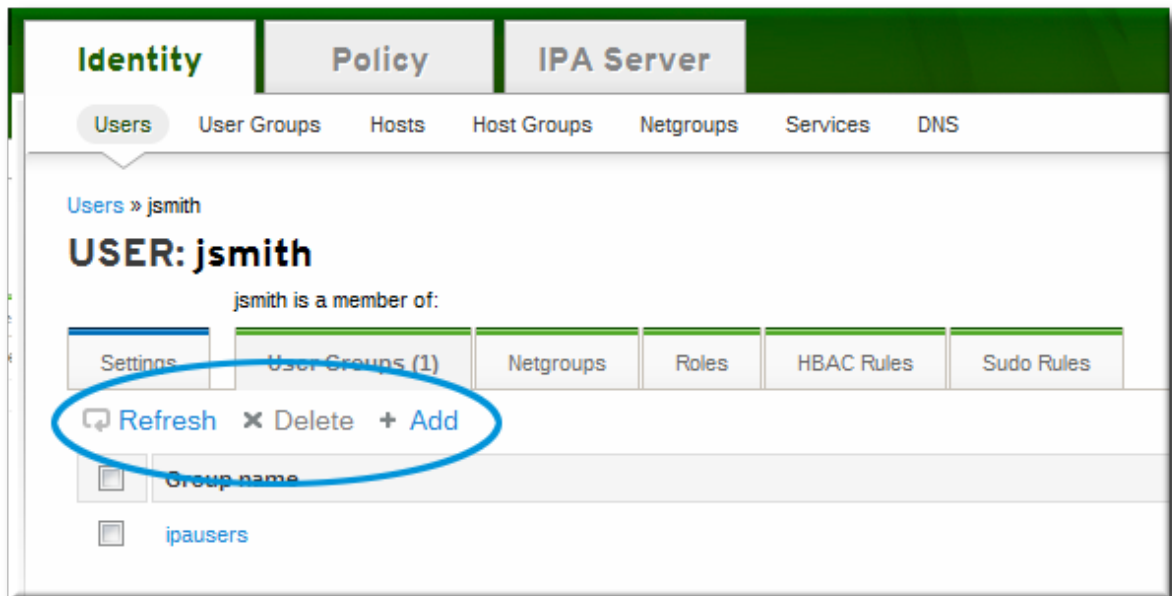 Identity Policy IPA Server
Users User Groups Hosts Host Groups Netgroups Services DNS
Users » jsmith
USER: jsmith
jsmith is a member of:
Settings User Groups (1) Netgroups Roles HBAC Rules Sudo Rules
Refresh Delete Add
Group name
ipausers